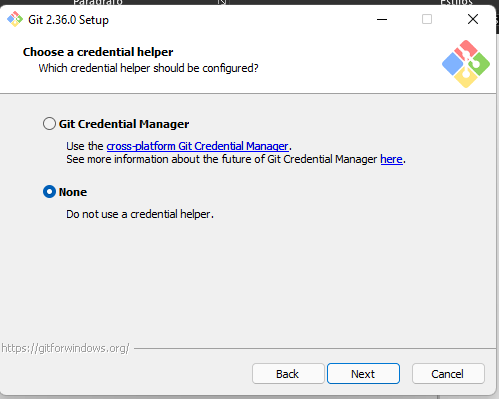 Parágrafo
Estilos
Git 2.36.0 Setup
Choose a credential helper
Which credential helper should be configured?
Git Credential Manager
Use the cross-platform Git Credential Manager.
See more information about the future of Git Credential Manager here.
None
Do not use a credential helper.
https://gitforwindows.org/
Back
Next
Cancel